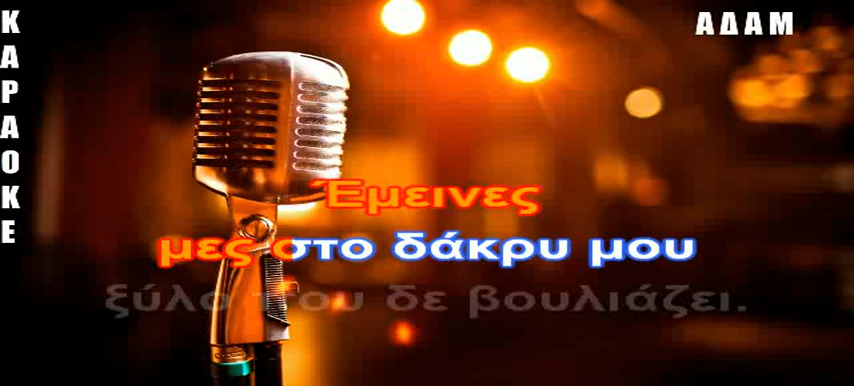 ΚΑΡΑΟΚΕ
ΑΔΑΜ
Έμεινες
μες στο δάκρυ μου
ξύλο που δε βουλιάζει.